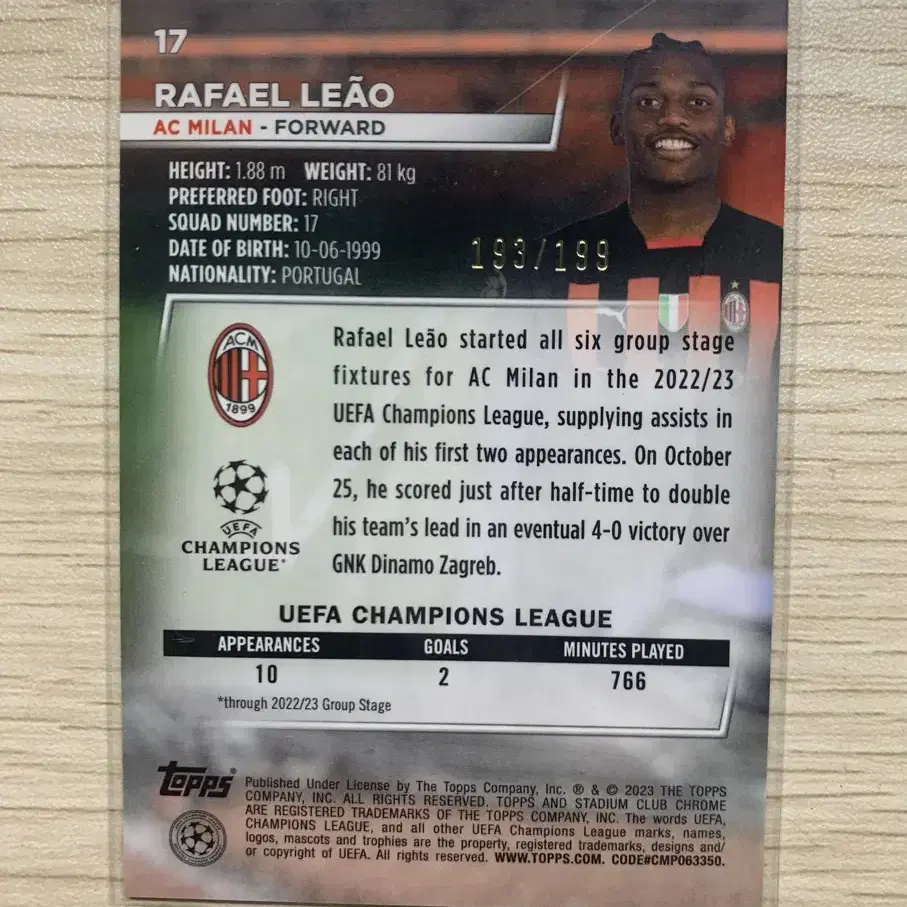 17
RAFAEL LEÃO
AC MILAN - FORWARD
HEIGHT: 1.88 m WEIGHT: 81 kg
PREFERRED FOOT: RIGHT
SQUAD NUMBER: 17
DATE OF BIRTH: 10-06-1999
NATIONALITY: PORTUGAL
193/199
ACM
1899
Rafael Leão started all six group stage
fixtures for AC Milan in the 2022/23
UEFA Champions League, supplying assists in
each of his first two appearances. On October
25, he scored just after half-time to double
his team's lead in an eventual 4-0 victory over
GNK Dinamo Zagreb.
UEFA
CHAMPIONS
LEAGUE
UEFA CHAMPIONS LEAGUE
APPEARANCES GOALS MINUTES PLAYED
10 2 766
*through 2022/23 Group Stage
topps®
Published Under License by The Topps Company, Inc. ® & © 2023 THE TOPPS
COMPANY, INC. ALL RIGHTS RESERVED. TOPPS AND STADIUM CLUB CHROME
ARE REGISTERED TRADEMARKS OF THE TOPPS COMPANY, INC. The words UEFA,
CHAMPIONS LEAGUE, and all other UEFA Champions League marks, names,
logos, mascots and trophies are the property, registered trademarks, designs and/
or copyright of UEFA. All rights reserved. WWW.TOPPS.COM. CODE#CMP063350.